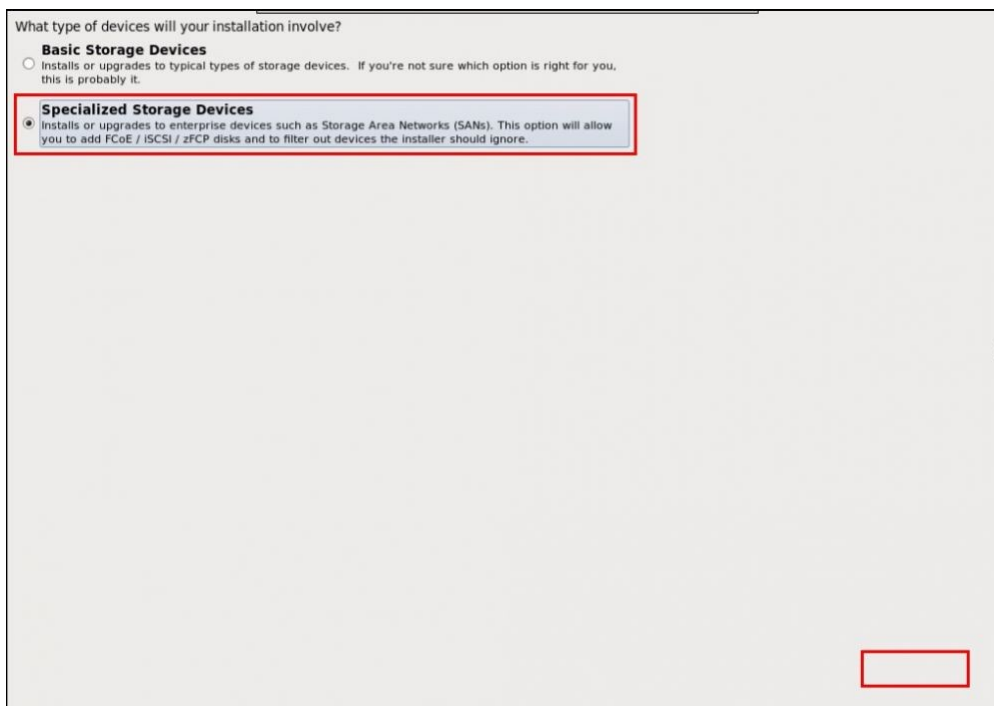 What type of devices will your installation involve?
Basic Storage Devices
Installs or upgrades to typical types of storage devices.  If you're not sure which option is right for you,
this is probably it.
Specialized Storage Devices
Installs or upgrades to enterprise devices such as Storage Area Networks (SANs). This option will allow
you to add FCoE / iSCSI / zFCP disks and to filter out devices the installer should ignore.